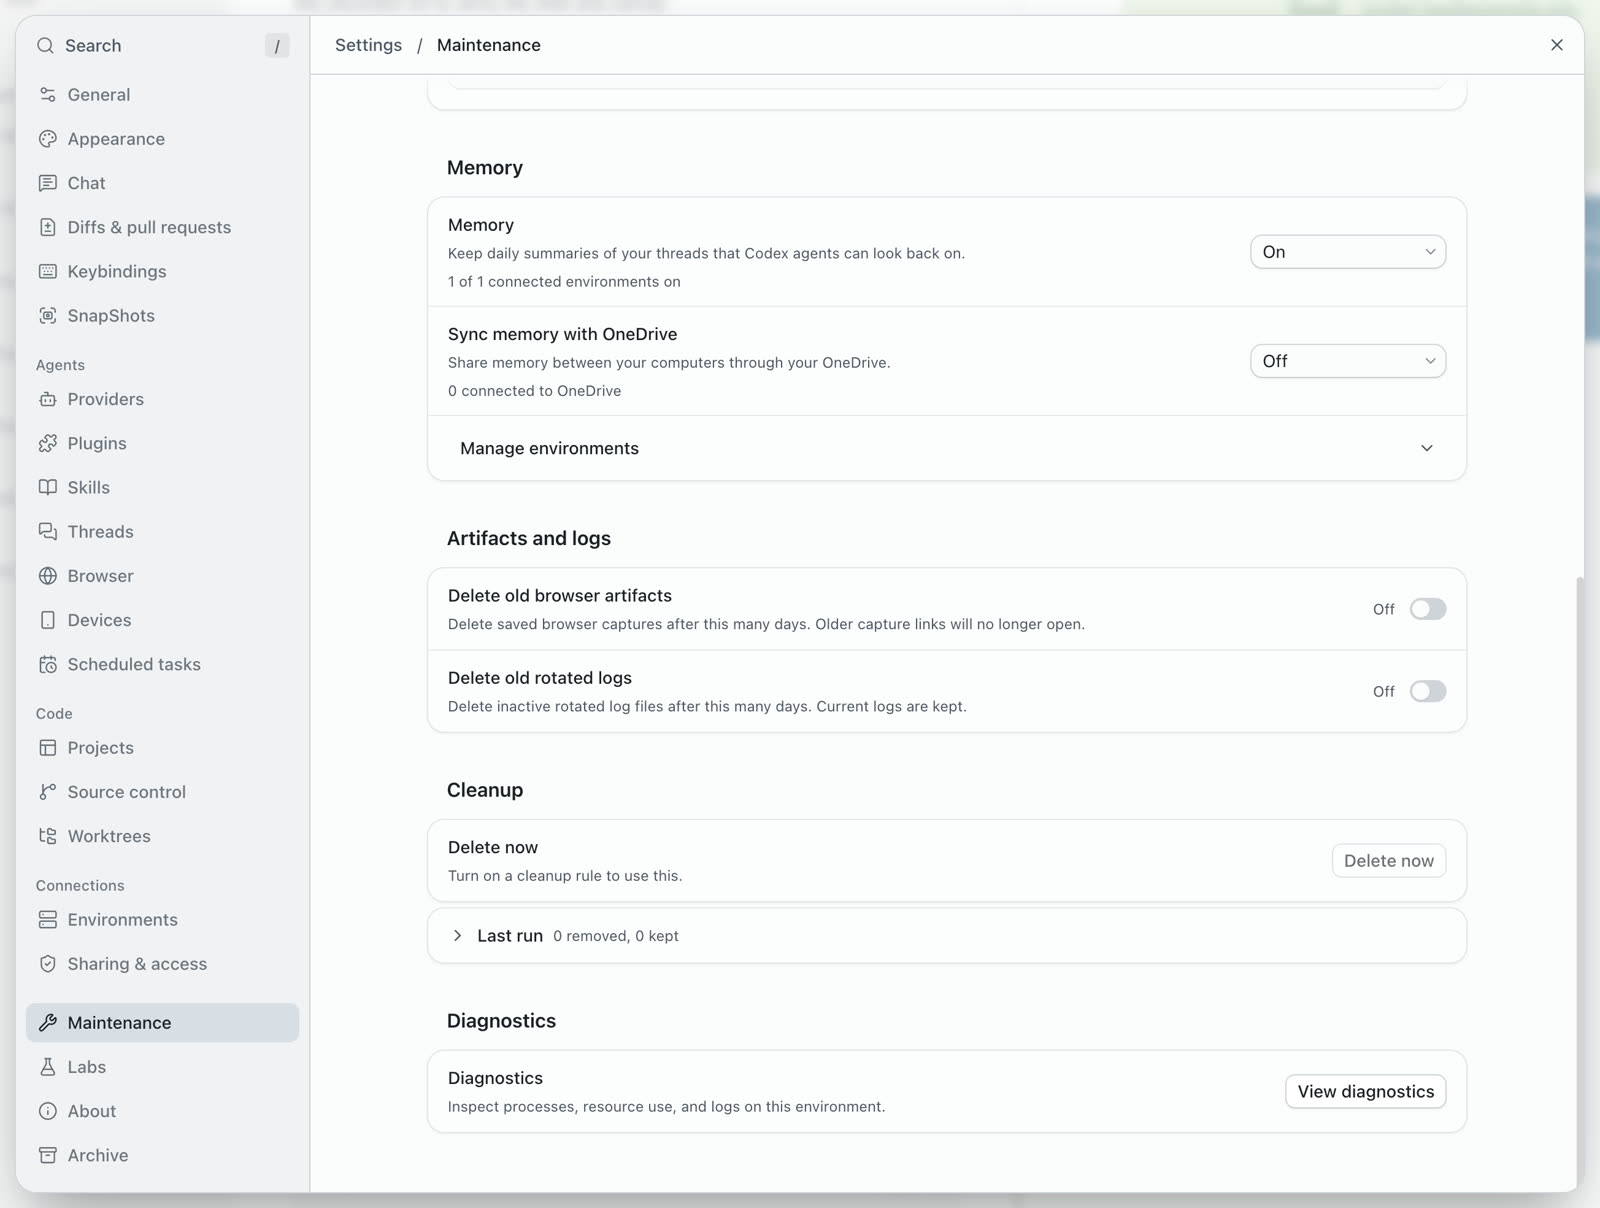 Search
/
General
Appearance
Chat
Diffs & pull requests
Keybindings
SnapShots
Agents
Providers
Plugins
Skills
Threads
Browser
Devices
Scheduled tasks
Code
Projects
Source control
Worktrees
Connections
Environments
Sharing & access
Maintenance
Labs
About
Archive
Settings / Maintenance
Memory
Memory
Keep daily summaries of your threads that Codex agents can look back on.
1 of 1 connected environments on
On
Sync memory with OneDrive
Share memory between your computers through your OneDrive.
0 connected to OneDrive
Off
Manage environments
Artifacts and logs
Delete old browser artifacts
Delete saved browser captures after this many days. Older capture links will no longer open.
Off
Delete old rotated logs
Delete inactive rotated log files after this many days. Current logs are kept.
Off
Cleanup
Delete now
Turn on a cleanup rule to use this.
Delete now
Last run 0 removed, 0 kept
Diagnostics
Diagnostics
Inspect processes, resource use, and logs on this environment.
View diagnostics